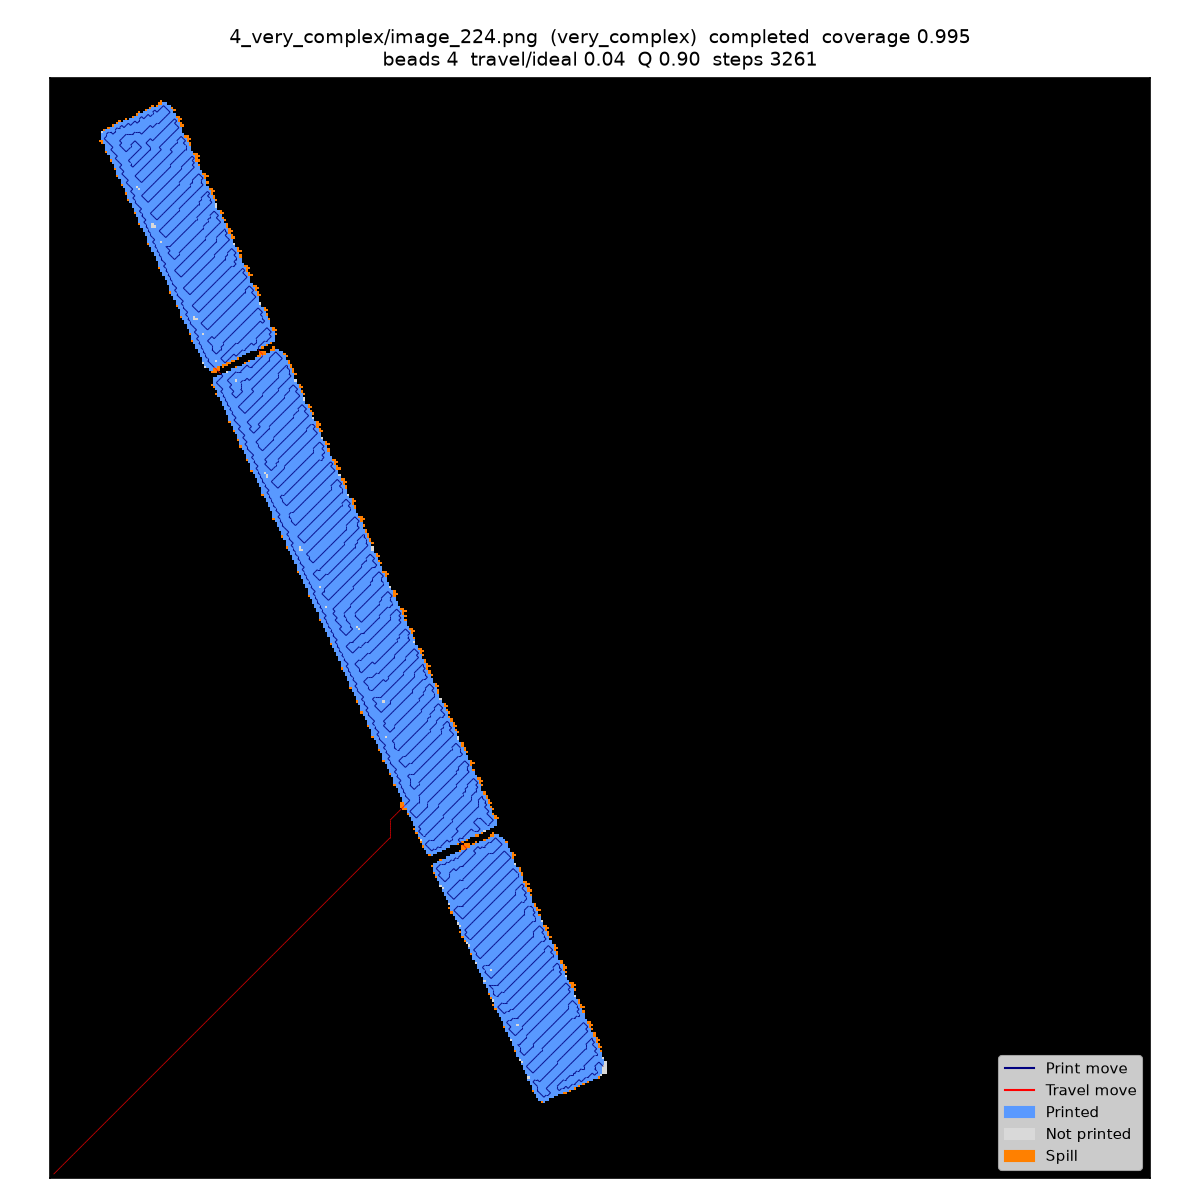 4_very_complex/image_224.png  (very_complex)  completed  coverage 0.995
beads 4  travel/ideal 0.04  Q 0.90  steps 3261
Print move
Travel move
Printed
Not printed
Spill